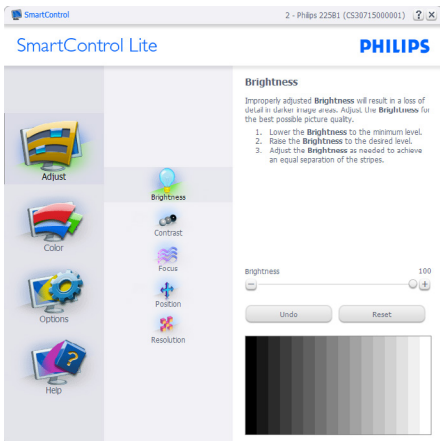 SmartControl
2 - Philips 225B1 (CS30715000001)
SmartControl Lite
PHILIPS
Adjust
Color
Options
Help
Brightness
Contrast
Focus
Position
Resolution
Brightness
Improperly adjusted Brightness will result in a loss of
detail in darker image areas. Adjust the Brightness for
the best possible picture quality.
1. Lower the Brightness to the minimum level.
2. Raise the Brightness to the desired level.
3. Adjust the Brightness as needed to achieve
an equal separation of the stripes.
Brightness 100
Undo Reset